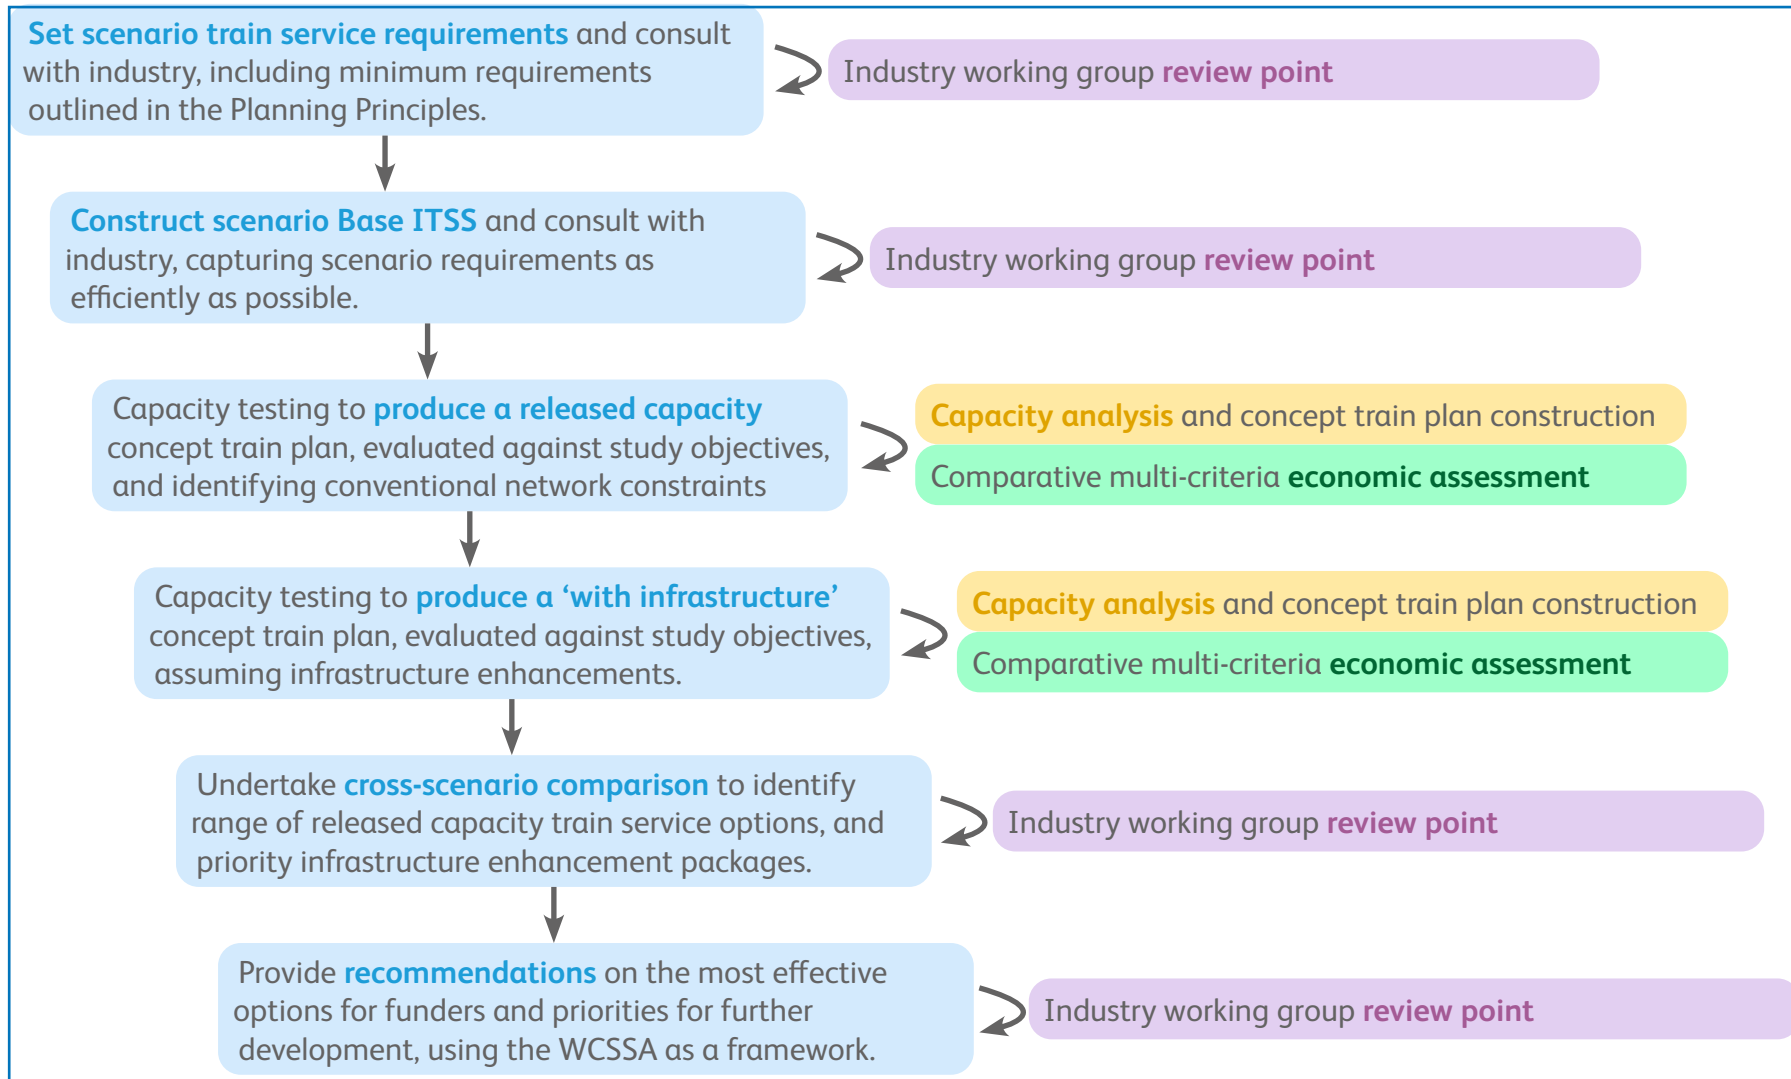 Set scenario train service requirements and consult
with industry, including minimum requirements
outlined in the Planning Principles.
Industry working group review point
Construct scenario Base ITSS and consult with
industry, capturing scenario requirements as
efficiently as possible.
Industry working group review point
Capacity testing to produce a released capacity
concept train plan, evaluated against study objectives,
and identifying conventional network constraints
Capacity analysis and concept train plan construction
Comparative multi-criteria economic assessment
Capacity testing to produce a ‘with infrastructure’
concept train plan, evaluated against study objectives,
assuming infrastructure enhancements.
Capacity analysis and concept train plan construction
Comparative multi-criteria economic assessment
Undertake cross-scenario comparison to identify
range of released capacity train service options, and
priority infrastructure enhancement packages.
Industry working group review point
Provide recommendations on the most effective
options for funders and priorities for further
development, using the WCSSA as a framework.
Industry working group review point